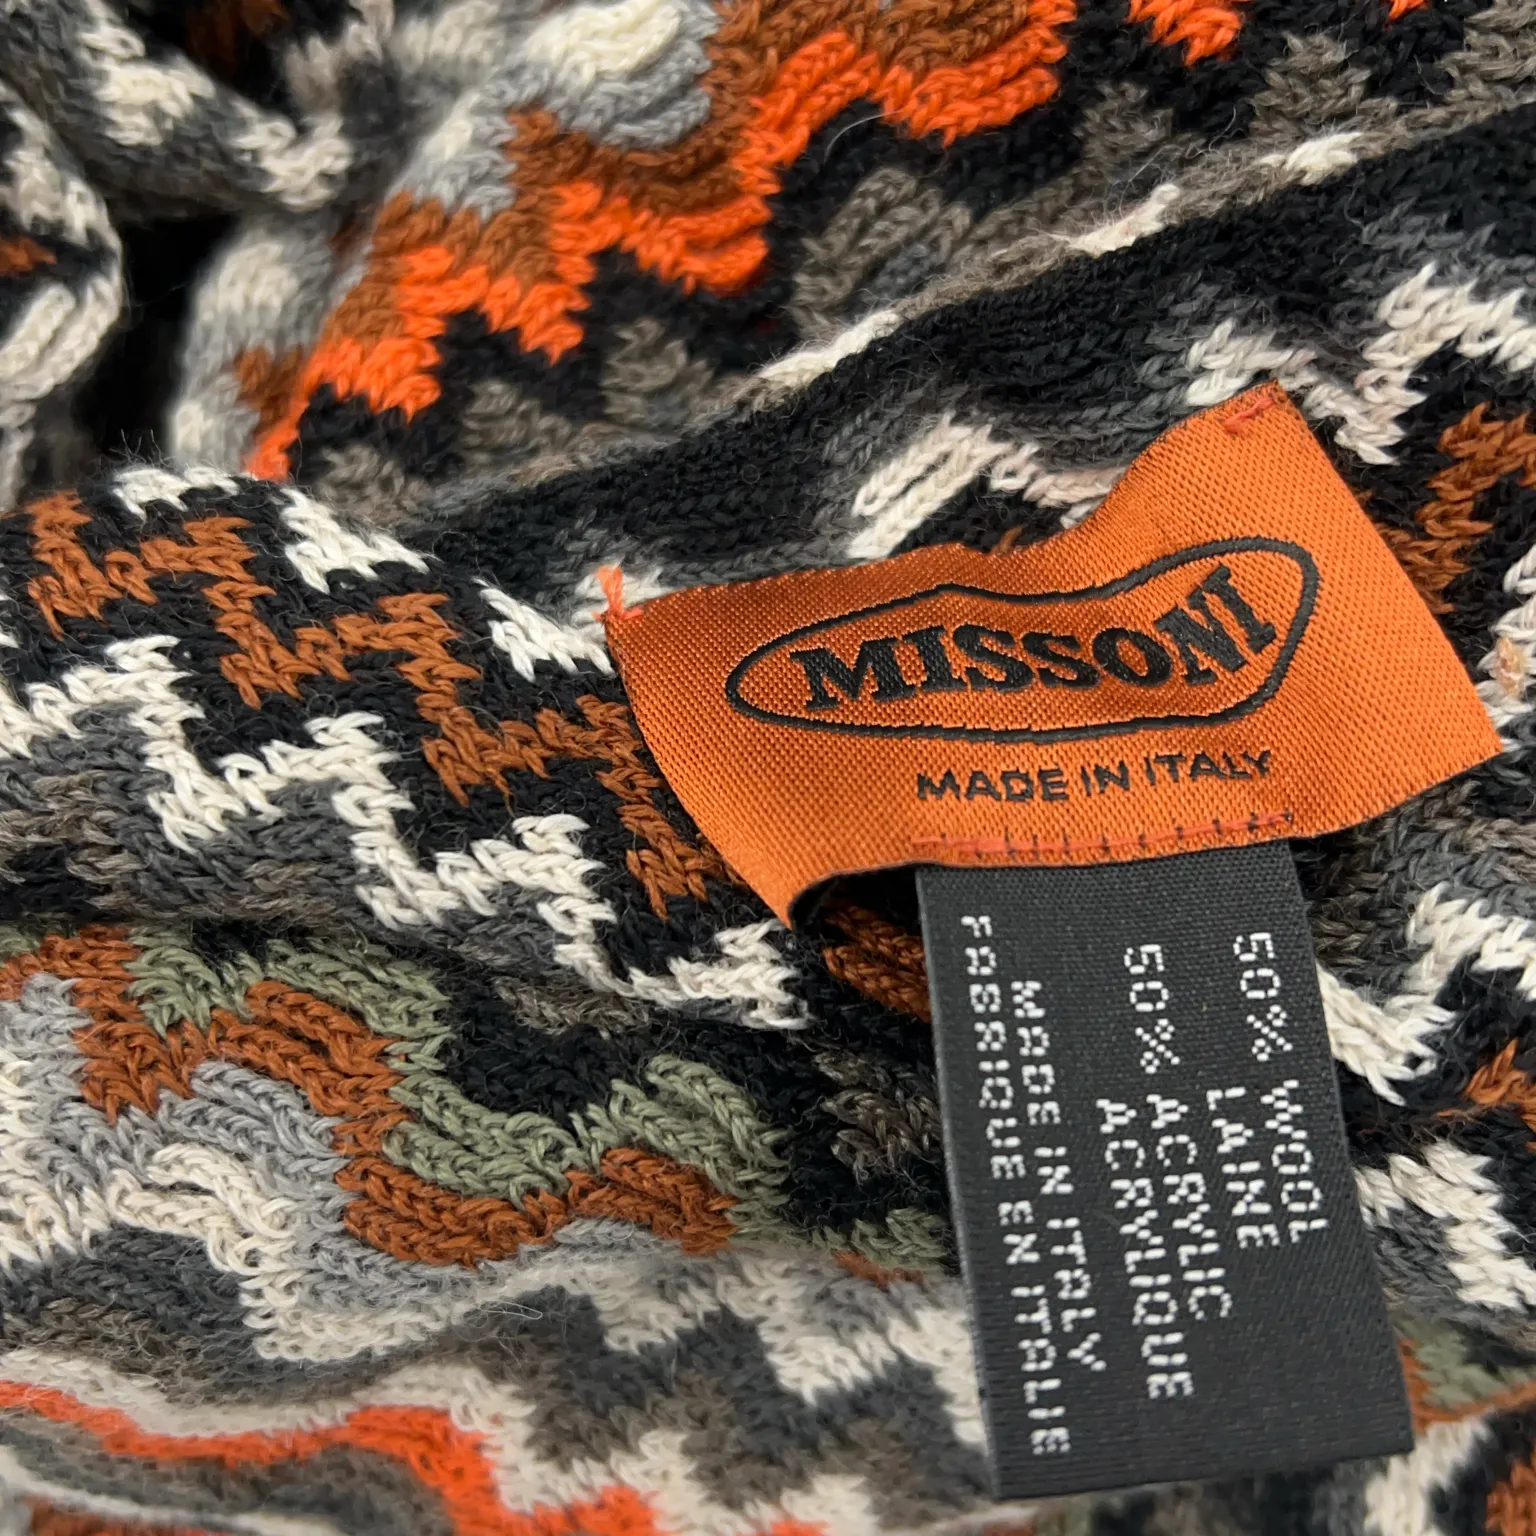 MISSONI
MADE IN ITALY
50% WOOL
LAINE
50% ACRYLIC
ACRYLIQUE
MADE IN ITALY
FABRIQUE EN ITALIE